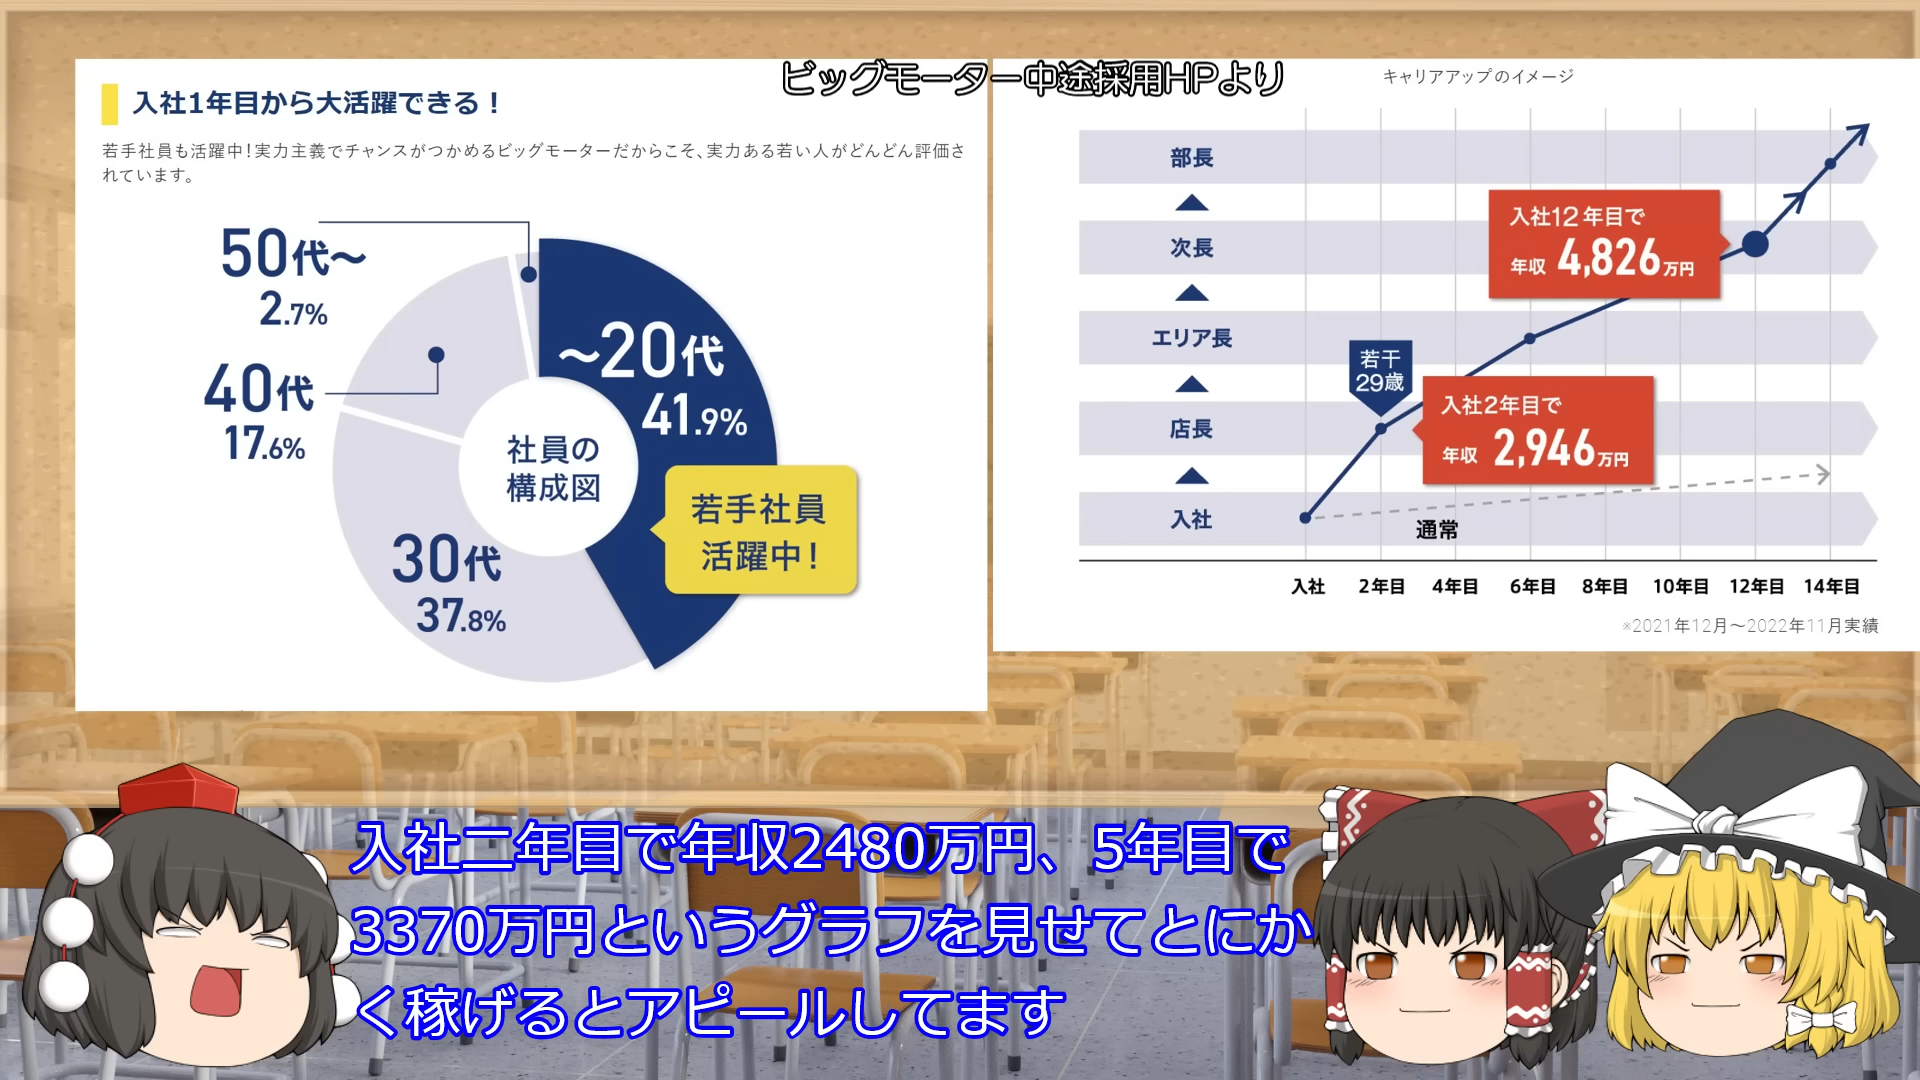 ビッグモーター中途採用HPより
入社1年目から大活躍できる！
若手社員も活躍中！実力主義でチャンスがつかめるビッグモーターだからこそ、実力ある若い人がどんどん評価さ
れています。
50代～
2.7%
40代
17.6%
～20代
41.9%
社員の
構成図
若手社員
活躍中！
30代
37.8%
キャリアアップのイメージ
部長
次長
エリア長
店長
入社
入社12年目で
年収 4,826万円
若干
29歳
入社2年目で
年収 2,946万円
通常
入社 2年目 4年目 6年目 8年目 10年目 12年目 14年目
※2021年12月～2022年11月実績
入社二年目で年収2480万円、5年目で
3370万円というグラフを見せてとにか
く稼げるとアピールしてます